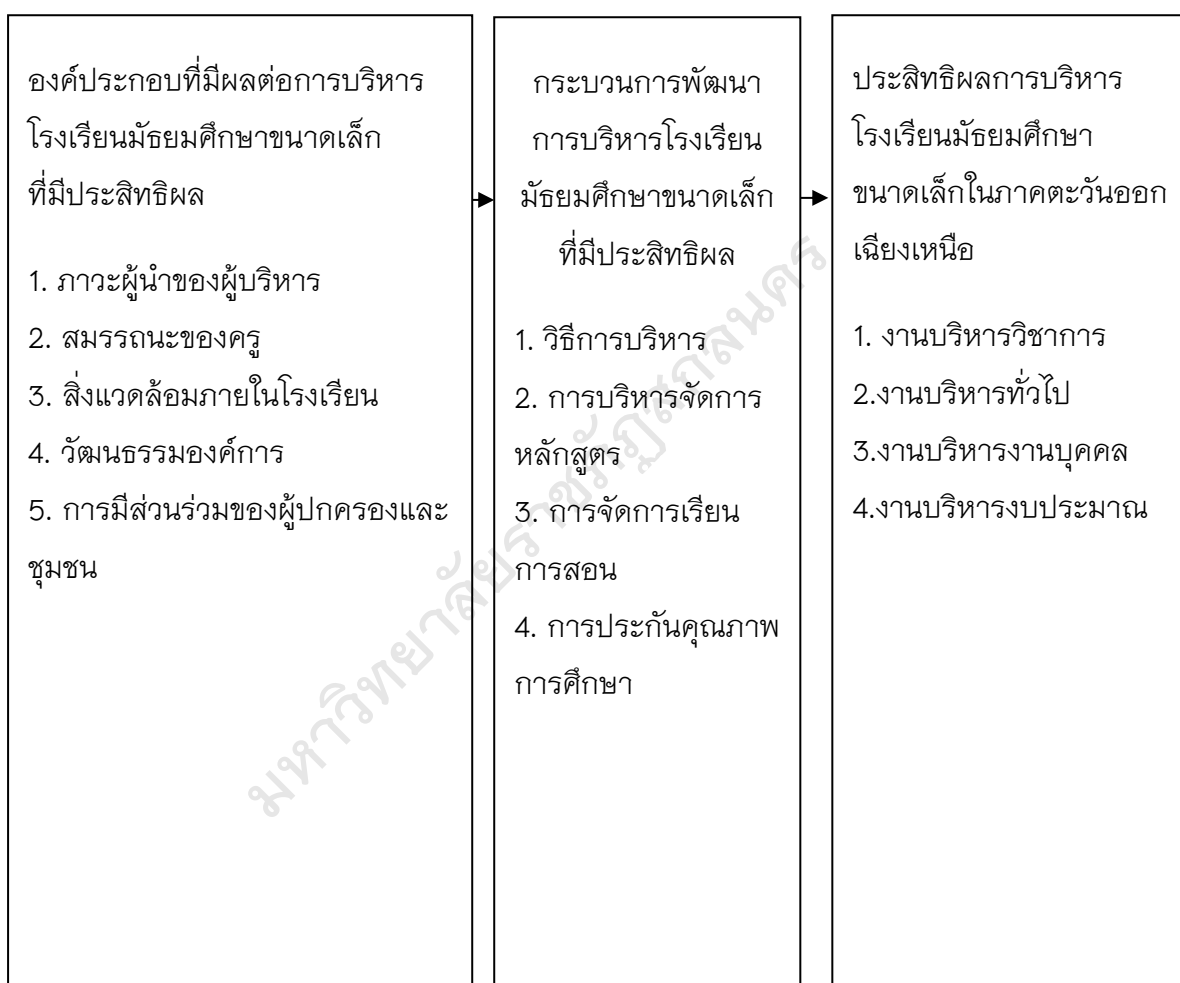 องค์ประกอบที่มีผลต่อการบริหาร
โรงเรียนมัธยมศึกษาขนาดเล็ก
ที่มีประสิทธิผล
1. ภาวะผู้นำของผู้บริหาร
2. สมรรถนะของครู
3. สิ่งแวดล้อมภายในโรงเรียน
4. วัฒนธรรมองค์การ
5. การมีส่วนร่วมของผู้ปกครองและ
ชุมชน
กระบวนการพัฒนา
การบริหารโรงเรียน
มัธยมศึกษาขนาดเล็ก
ที่มีประสิทธิผล
1. วิธีการบริหาร
2. การบริหารจัดการ
หลักสูตร
3. การจัดการเรียน
การสอน
4. การประกันคุณภาพ
การศึกษา
ประสิทธิผลการบริหาร
โรงเรียนมัธยมศึกษา
ขนาดเล็กในภาคตะวันออก
เฉียงเหนือ
1. งานบริหารวิชาการ
2.งานบริหารทั่วไป
3.งานบริหารงานบุคคล
4.งานบริหารงบประมาณ
มหาวิทยาลัยราชภัฏสกลนคร